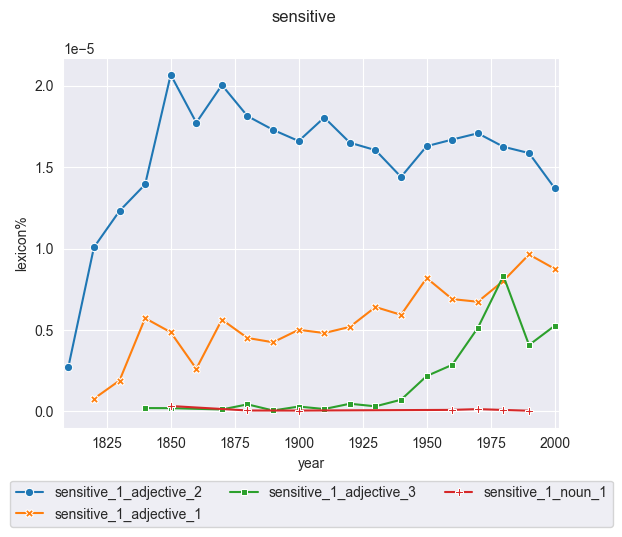 sensitive
1e−5
2.0
1.5
1.0
0.5
0.0
lexicon%
1825 1850 1875 1900 1925 1950 1975 2000
year
sensitive_1_adjective_2 sensitive_1_adjective_3 sensitive_1_noun_1
sensitive_1_adjective_1